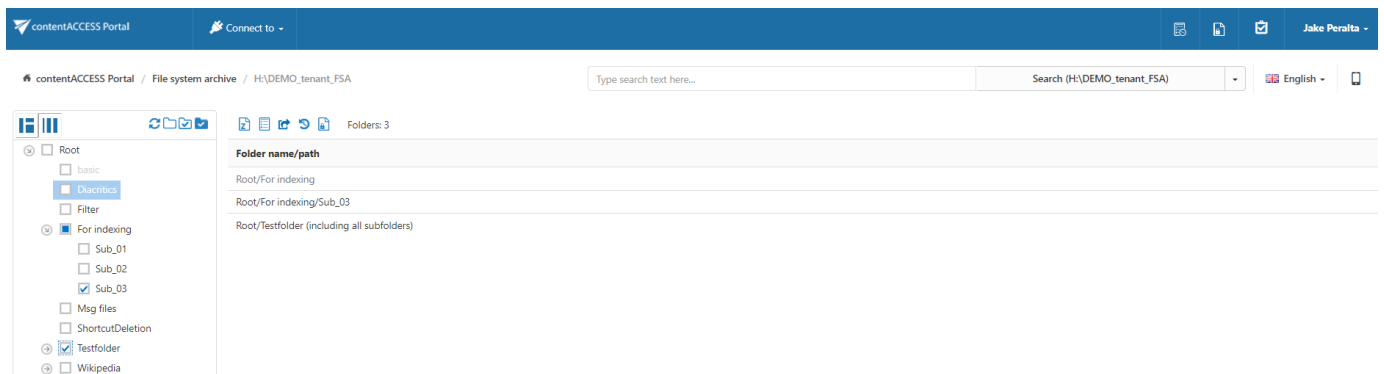 contentACCESS Portal
Connect to
Jake Peralta
contentACCESS Portal / File system archive / H:\DEMO_tenant_FSA
Type search text here...
Search (H:\DEMO_tenant_FSA)
English
Folders: 3
Root
basic
Diacritics
Filter
For indexing
Sub_01
Sub_02
Sub_03
Msg files
ShortcutDeletion
Testfolder
Wikipedia
Folder name/path
Root/For indexing
Root/For indexing/Sub_03
Root/Testfolder (including all subfolders)